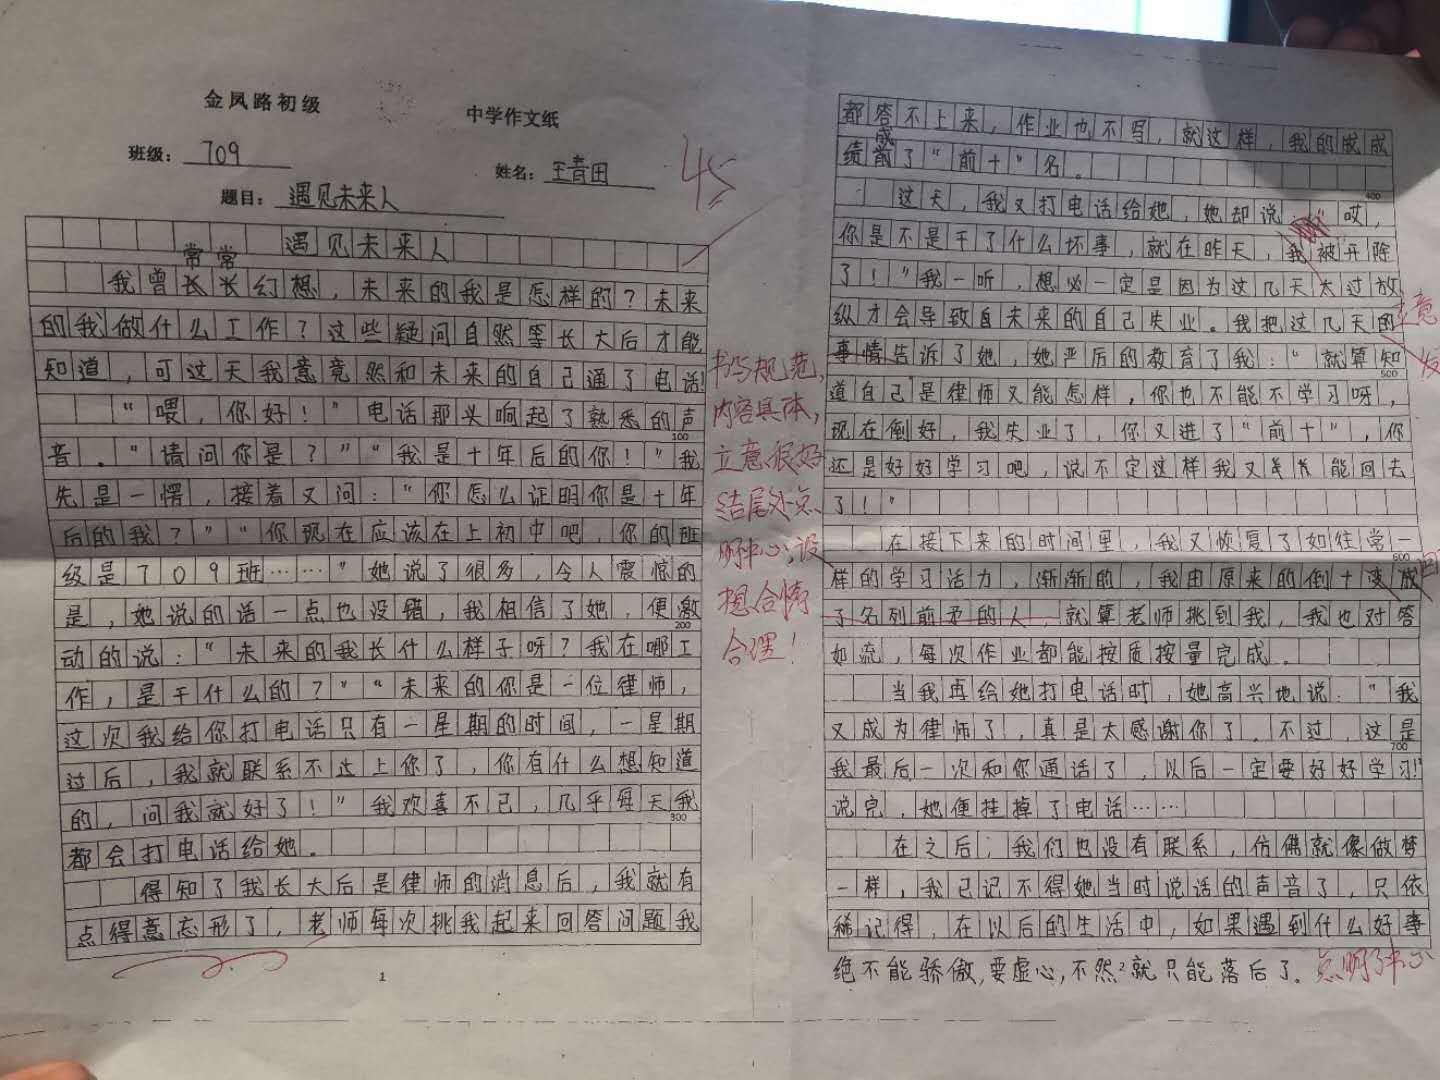 金凤路初级 中学作文纸
班级：709 姓名：王青田
45
题目：遇见未来人
遇见未来人
常常
我曾长长幻想，未来的我是怎样的？未来
的我做什么工作？这些疑问自然等长大后才能
知道，可这天我意竟然和未来的自己通了电话！
“喂，你好！”电话那头响起了熟悉的声
100
音。“请问你是？”“我是十年后的你！”我
先是一愣，接着又问：“你怎么证明你是十年
后的我？”“你现在应该在上初中吧，你的班
级是709班……”她说了很多，令人震惊的
是，她说的话一点也没错，我相信了她，便激
200
动的说：“未来的我长什么样子呀？我在哪工
作，是干什么的？”“未来的你是一位律师，
这次我给你打电话只有一星期的时间，一星期
过后，我就联系不上你了，你有什么想知道
的，问我就好了！”我欢喜不已，几乎每天我
300
都会打电话给她。
得知了我长大后是律师的消息后，我就有
点得意忘形了，老师每次挑我起来回答问题我
1
书写规范，
内容具体，
立意很好
结尾处点
明中心，设
想合情
合理！
都答不上来，作业也不写，就这样，我的成
绩成了“前十”名。
400
这天，我又打电话给她，她却说：“哎，
你是不是干了什么坏事，就在昨天，我被开除
了！”我一听，想必一定是因为这几天太过放
纵才会导致自未来的自己失业。我把这几天的
事情告诉了她，她严厉的教育了我：“就算知
500
道自己是律师又能怎样，你也不能不学习呀，
现在倒好，我失业了，你又进了“前十”，你
还是好好学习吧，说不定这样我又能回去
了！”
在接下来的时间里，我又恢复了如往常一
600
样的学习活力，渐渐的，我由原来的倒十变成
了名列前矛的人，就算老师挑到我，我也对答
如流，每次作业都能按质按量完成。
当我再给她打电话时，她高兴地说：“我
又成为律师了，真是太感谢你了。不过，这是
700
我最后一次和你通话了，以后一定要好好学习！”
说完，她便挂掉了电话……
在之后，我们也没有联系，仿佛就像做梦
一样，我已记不得她当时说话的声音了，只依
稀记得，在以后的生活中，如果遇到什么好事
绝不能骄傲，要虚心，不然就只能落后了。 点明了中心